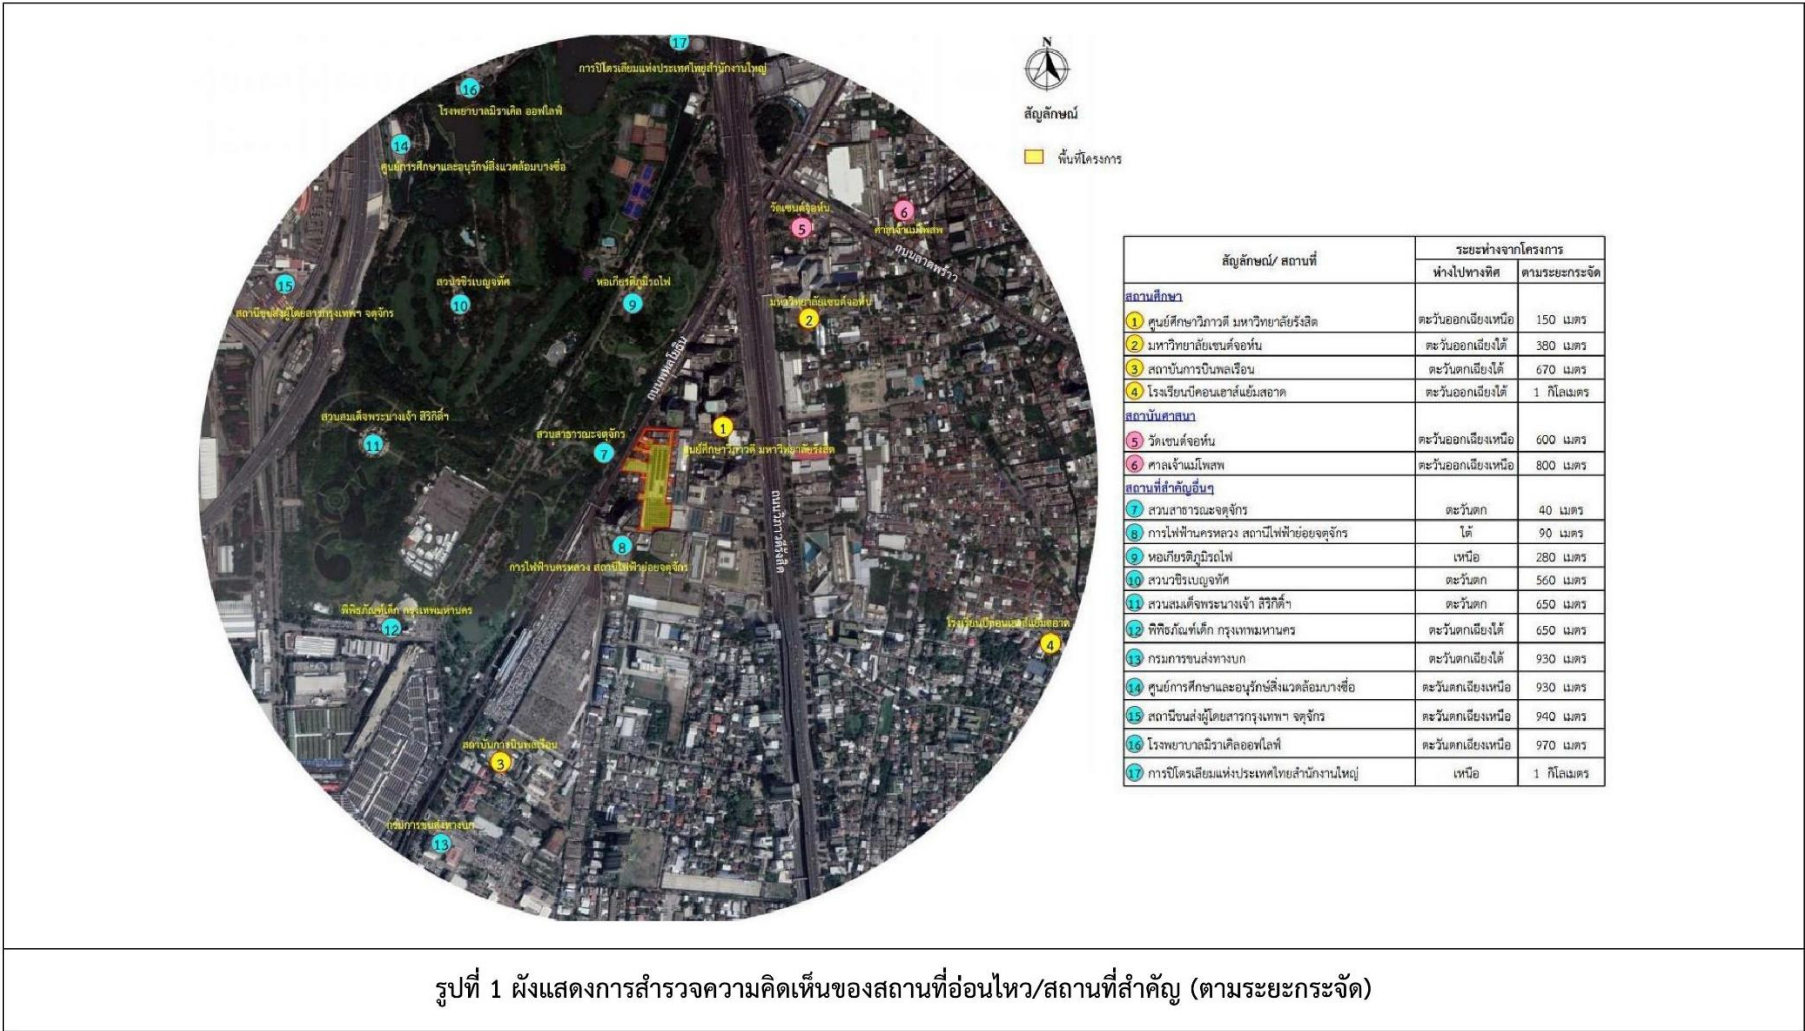 17
การปิโตรเลียมแห่งประเทศไทยสำนักงานใหญ่
16
โรงพยาบาลมิราเคิล ออฟไลฟ์
14
ศูนย์การศึกษาและอนุรักษ์สิ่งแวดล้อมบางซื่อ
วัดเซนต์จอห์น
5
6
ศาลเจ้าแม่โพสพ
ถนนลาดพร้าว
15
สถานีขนส่งผู้โดยสารกรุงเทพฯ จตุจักร
สวนวชิรเบญจทัศ
10
หอเกียรติภูมิรถไฟ
9
มหาวิทยาลัยเซนต์จอห์น
2
ถนนพหลโยธิน
สวนสมเด็จพระนางเจ้า สิริกิติ์ฯ
11
สวนสาธารณะจตุจักร
7
1
ศูนย์ศึกษาวิภาวดี มหาวิทยาลัยรังสิต
ถนนวิภาวดีรังสิต
8
การไฟฟ้านครหลวง สถานีไฟฟ้าย่อยจตุจักร
พิพิธภัณฑ์เด็ก กรุงเทพมหานคร
12
โรงเรียนบีคอนเฮาส์แย้มสอาด
4
สถาบันการบินพลเรือน
3
กรมการขนส่งทางบก
13
N
สัญลักษณ์
พื้นที่โครงการ
สัญลักษณ์/ สถานที่ ระยะห่างจากโครงการ
ห่างไปทางทิศ ตามระยะกระจัด
สถานศึกษา
1 ศูนย์ศึกษาวิภาวดี มหาวิทยาลัยรังสิต ตะวันออกเฉียงเหนือ 150 เมตร
2 มหาวิทยาลัยเซนต์จอห์น ตะวันออกเฉียงใต้ 380 เมตร
3 สถาบันการบินพลเรือน ตะวันตกเฉียงใต้ 670 เมตร
4 โรงเรียนบีคอนเฮาส์แย้มสอาด ตะวันออกเฉียงใต้ 1 กิโลเมตร
สถาบันศาสนา
5 วัดเซนต์จอห์น ตะวันออกเฉียงเหนือ 600 เมตร
6 ศาลเจ้าแม่โพสพ ตะวันออกเฉียงเหนือ 800 เมตร
สถานที่สำคัญอื่นๆ
7 สวนสาธารณะจตุจักร ตะวันตก 40 เมตร
8 การไฟฟ้านครหลวง สถานีไฟฟ้าย่อยจตุจักร ใต้ 90 เมตร
9 หอเกียรติภูมิรถไฟ เหนือ 280 เมตร
10 สวนวชิรเบญจทัศ ตะวันตก 560 เมตร
11 สวนสมเด็จพระนางเจ้า สิริกิติ์ฯ ตะวันตก 650 เมตร
12 พิพิธภัณฑ์เด็ก กรุงเทพมหานคร ตะวันตกเฉียงใต้ 650 เมตร
13 กรมการขนส่งทางบก ตะวันตกเฉียงใต้ 930 เมตร
14 ศูนย์การศึกษาและอนุรักษ์สิ่งแวดล้อมบางซื่อ ตะวันตกเฉียงเหนือ 930 เมตร
15 สถานีขนส่งผู้โดยสารกรุงเทพฯ จตุจักร ตะวันตกเฉียงเหนือ 940 เมตร
16 โรงพยาบาลมิราเคิลออฟไลฟ์ ตะวันตกเฉียงเหนือ 970 เมตร
17 การปิโตรเลียมแห่งประเทศไทยสำนักงานใหญ่ เหนือ 1 กิโลเมตร
รูปที่ 1 ผังแสดงการสำรวจความคิดเห็นของสถานที่อ่อนไหว/สถานที่สำคัญ (ตามระยะกระจัด)